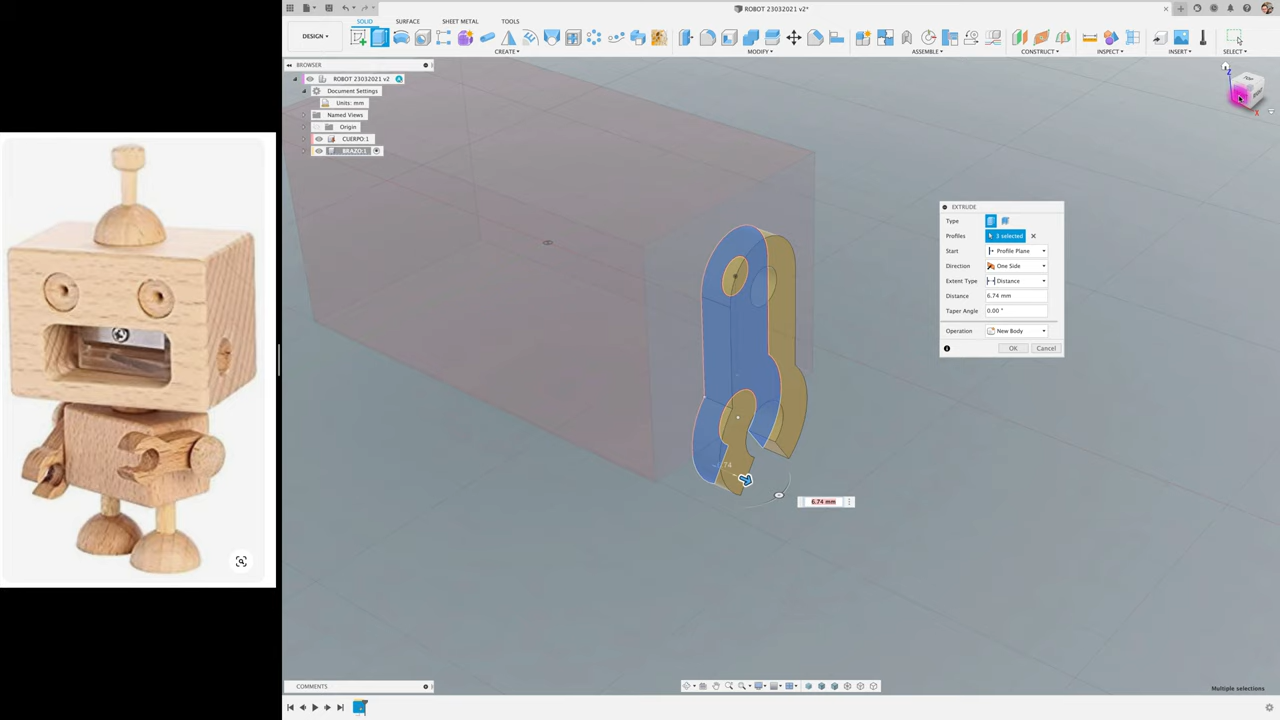 ROBOT 23032021 v2*
DESIGN
SOLID
SURFACE
SHEET METAL
TOOLS
CREATE
MODIFY
ASSEMBLE
CONSTRUCT
INSPECT
INSERT
SELECT
BROWSER
ROBOT 23032021 v2
Document Settings
Units: mm
Named Views
Origin
CUERPO:1
BRAZO:1
TOP
FRONT
Z
X
EXTRUDE
Type
Profiles
3 selected
Start
Profile Plane
Direction
One Side
Extent Type
Distance
Distance
6.74 mm
Taper Angle
0.00 °
Operation
New Body
OK
Cancel
6.74 mm
COMMENTS
Multiple selections